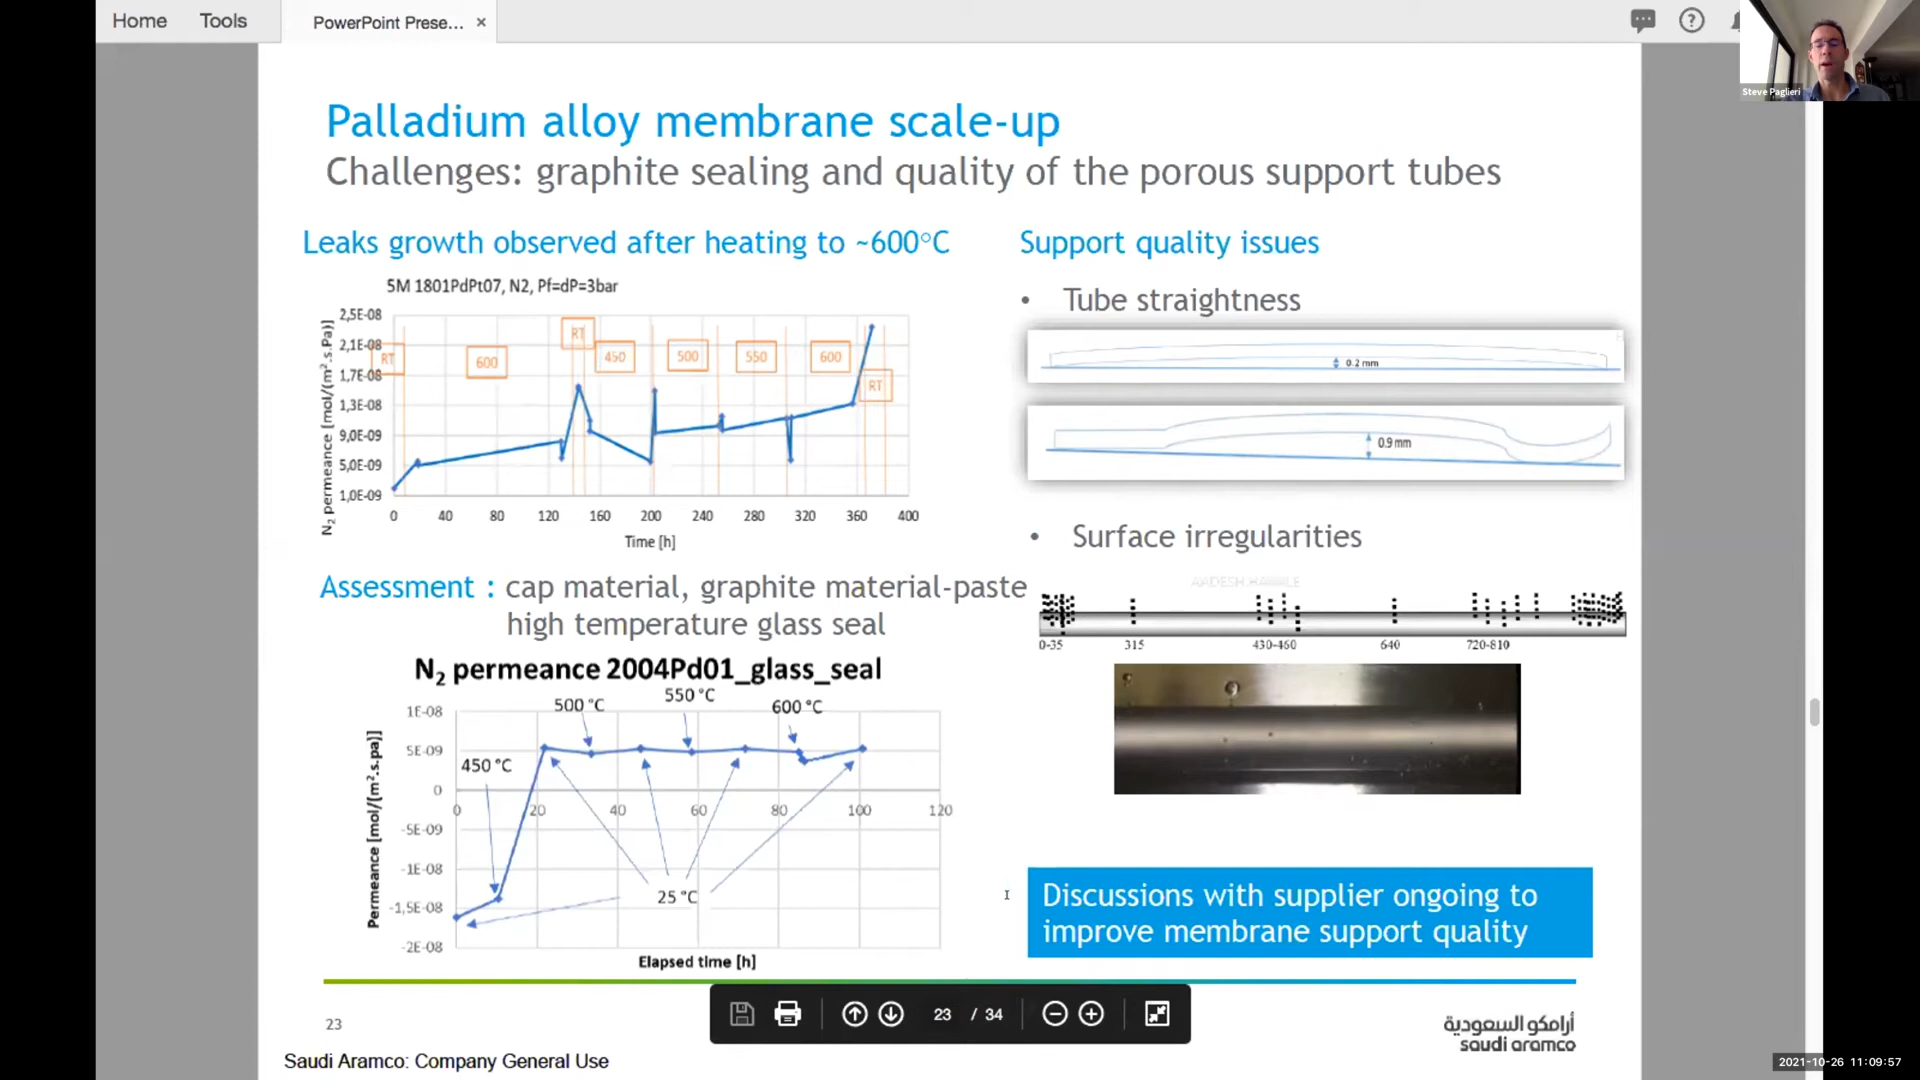 Home Tools PowerPoint Prese... ×
Steve Paglieri
Palladium alloy membrane scale-up
Challenges: graphite sealing and quality of the porous support tubes
Leaks growth observed after heating to ~600°C
5M 1801PdPt07, N2, Pf=dP=3bar
N₂ permeance [mol/(m².s.Pa)]
2,5E-08
2,1E-08
1,7E-08
1,3E-08
9,0E-09
5,0E-09
1,0E-09
RT 600 RT 450 500 550 600 RT
0 40 80 120 160 200 240 280 320 360 400
Time [h]
Assessment : cap material, graphite material-paste
high temperature glass seal
N₂ permeance 2004Pd01_glass_seal
Permeance [mol/(m².s.pa)]
1E-08
5E-09
0
-5E-09
-1E-08
-1,5E-08
-2E-08
450 °C
500 °C
550 °C
600 °C
25 °C
0 20 40 60 80 100 120
Elapsed time [h]
Support quality issues
• Tube straightness
0.2 mm
0.9 mm
• Surface irregularities
0-35 315 430-460 640 720-810
Discussions with supplier ongoing to
improve membrane support quality
23
23 / 34
أرامكو السعودية
saudi aramco
Saudi Aramco: Company General Use
2021-10-26 11:09:57